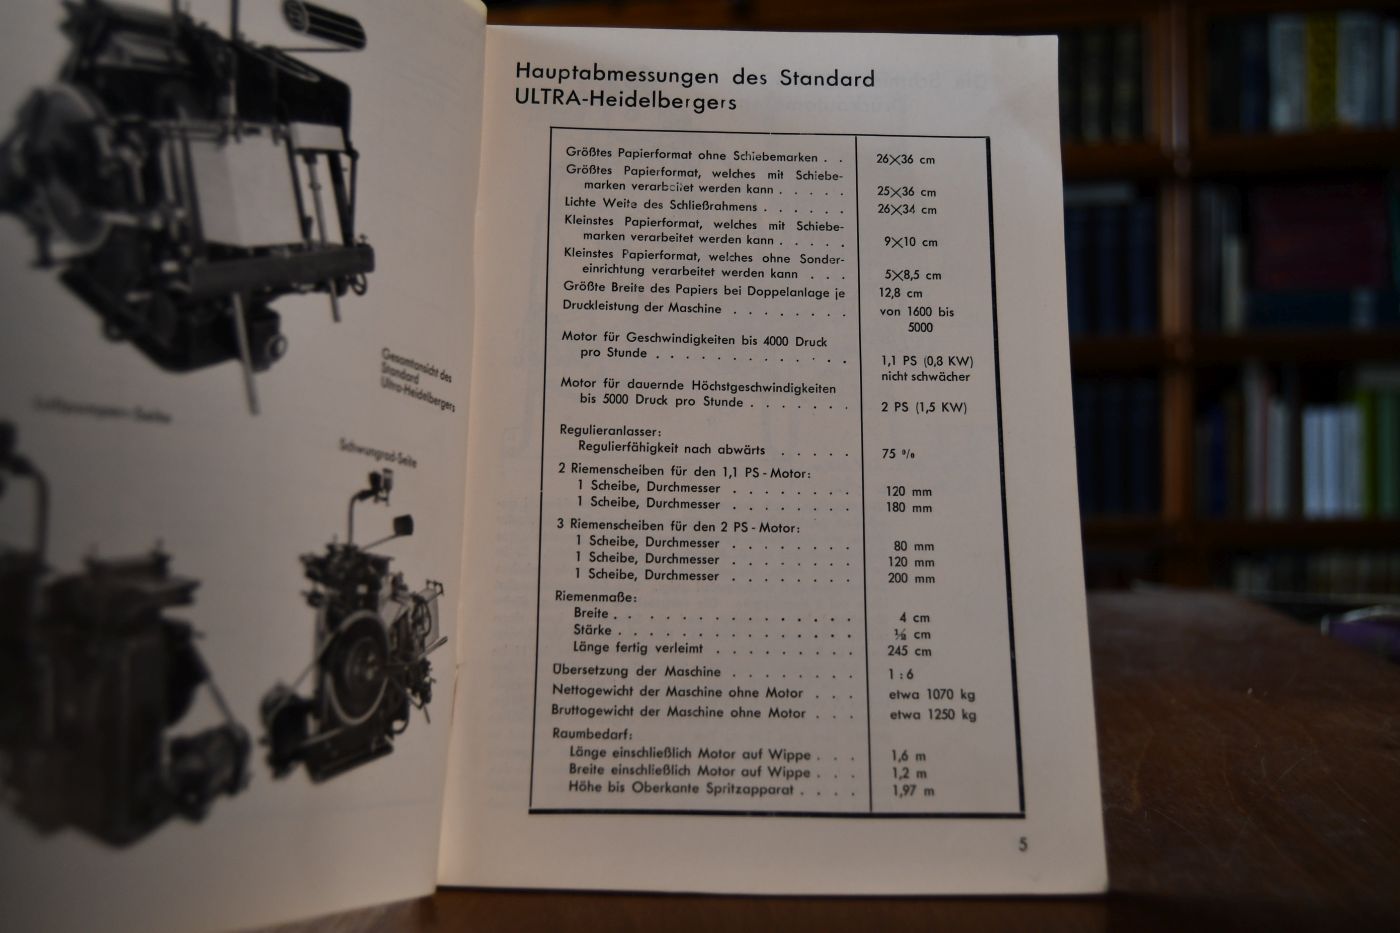 Gesamtansicht des
Standard
Ultra-Heidelbergers
Luftpumpen-Seite
Schwungrad-Seite
Hauptabmessungen des Standard
ULTRA-Heidelbergers
Größtes Papierformat ohne Schiebemarken . . 26×36 cm
Größtes Papierformat, welches mit Schiebe-
marken verarbeitet werden kann . . . . . 25×36 cm
Lichte Weite des Schließrahmens . . . . . . 26×34 cm
Kleinstes Papierformat, welches mit Schiebe-
marken verarbeitet werden kann . . . . . 9×10 cm
Kleinstes Papierformat, welches ohne Sonder-
einrichtung verarbeitet werden kann . . . 5×8,5 cm
Größte Breite des Papiers bei Doppelanlage je 12,8 cm
Druckleistung der Maschine . . . . . . . . von 1600 bis
5000
Motor für Geschwindigkeiten bis 4000 Druck
pro Stunde . . . . . . . . . . . . . 1,1 PS (0,8 KW)
nicht schwächer
Motor für dauernde Höchstgeschwindigkeiten
bis 5000 Druck pro Stunde . . . . . . . 2 PS (1,5 KW)
Regulieranlasser:
Regulierfähigkeit nach abwärts . . . . . 75 %
2 Riemenscheiben für den 1,1 PS-Motor:
1 Scheibe, Durchmesser . . . . . . . . 120 mm
1 Scheibe, Durchmesser . . . . . . . . 180 mm
3 Riemenscheiben für den 2 PS-Motor:
1 Scheibe, Durchmesser . . . . . . . . 80 mm
1 Scheibe, Durchmesser . . . . . . . . 120 mm
1 Scheibe, Durchmesser . . . . . . . . 200 mm
Riemenmaße:
Breite . . . . . . . . . . . . . . . 4 cm
Stärke . . . . . . . . . . . . . . . ½ cm
Länge fertig verleimt . . . . . . . . . 245 cm
Übersetzung der Maschine . . . . . . . . 1 : 6
Nettogewicht der Maschine ohne Motor . . . etwa 1070 kg
Bruttogewicht der Maschine ohne Motor . . . etwa 1250 kg
Raumbedarf:
Länge einschließlich Motor auf Wippe . . . 1,6 m
Breite einschließlich Motor auf Wippe . . . 1,2 m
Höhe bis Oberkante Spritzapparat . . . . 1,97 m
5